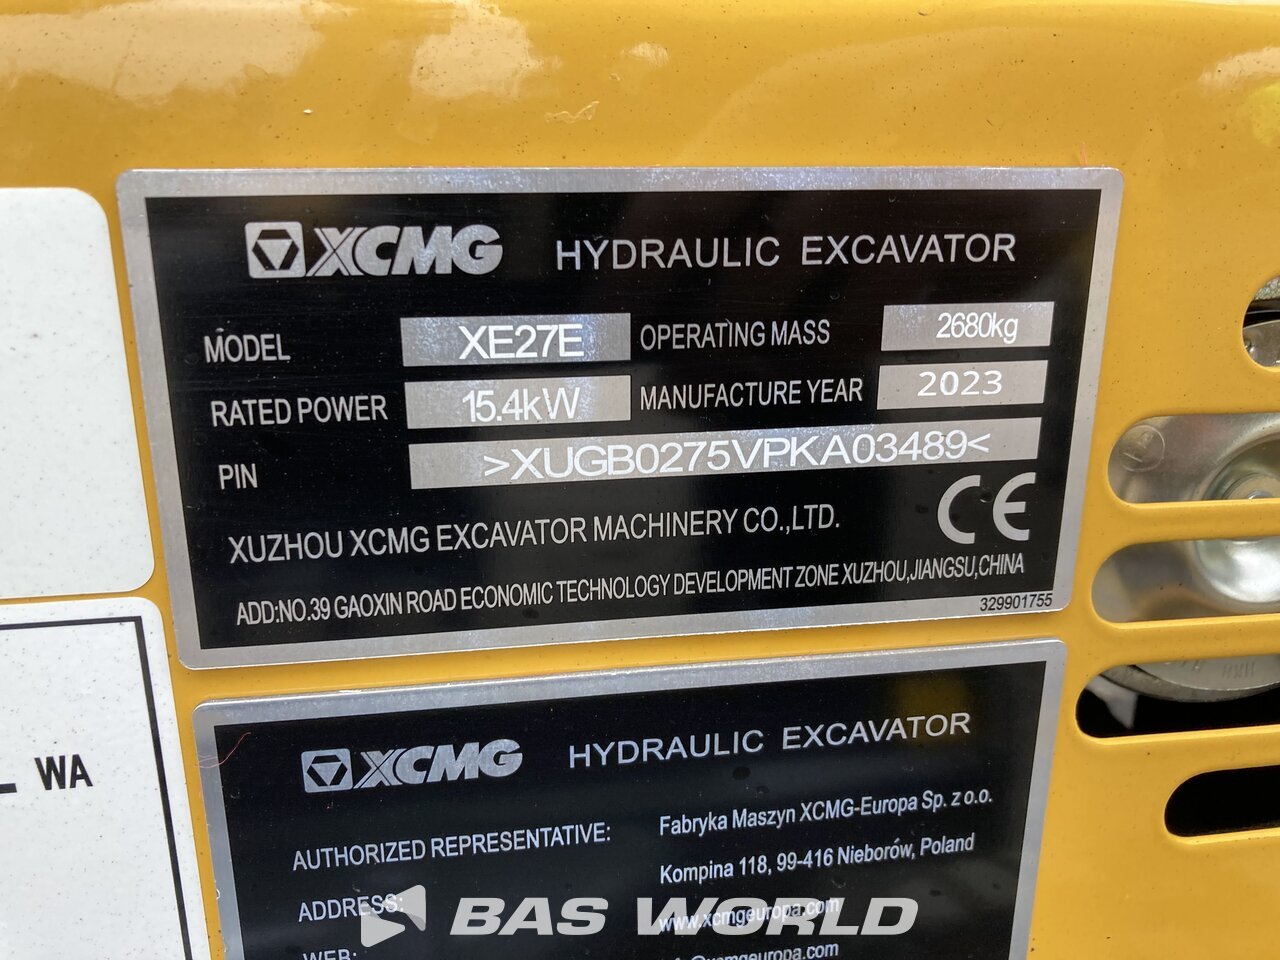 XCMG HYDRAULIC EXCAVATOR
MODEL XE27E OPERATING MASS 2680kg
RATED POWER 15.4kW MANUFACTURE YEAR 2023
PIN >XUGB0275VPKA03489<
XUZHOU XCMG EXCAVATOR MACHINERY CO.,LTD. CE
ADD:NO.39 GAOXIN ROAD ECONOMIC TECHNOLOGY DEVELOPMENT ZONE XUZHOU,JIANGSU,CHINA
329901755
XCMG HYDRAULIC EXCAVATOR
WA
AUTHORIZED REPRESENTATIVE: Fabryka Maszyn XCMG-Europa Sp. z o.o.
ADDRESS: Kompina 118, 99-416 Nieborów, Poland
WEB: www.xcmgeuropa.com
BAS WORLD